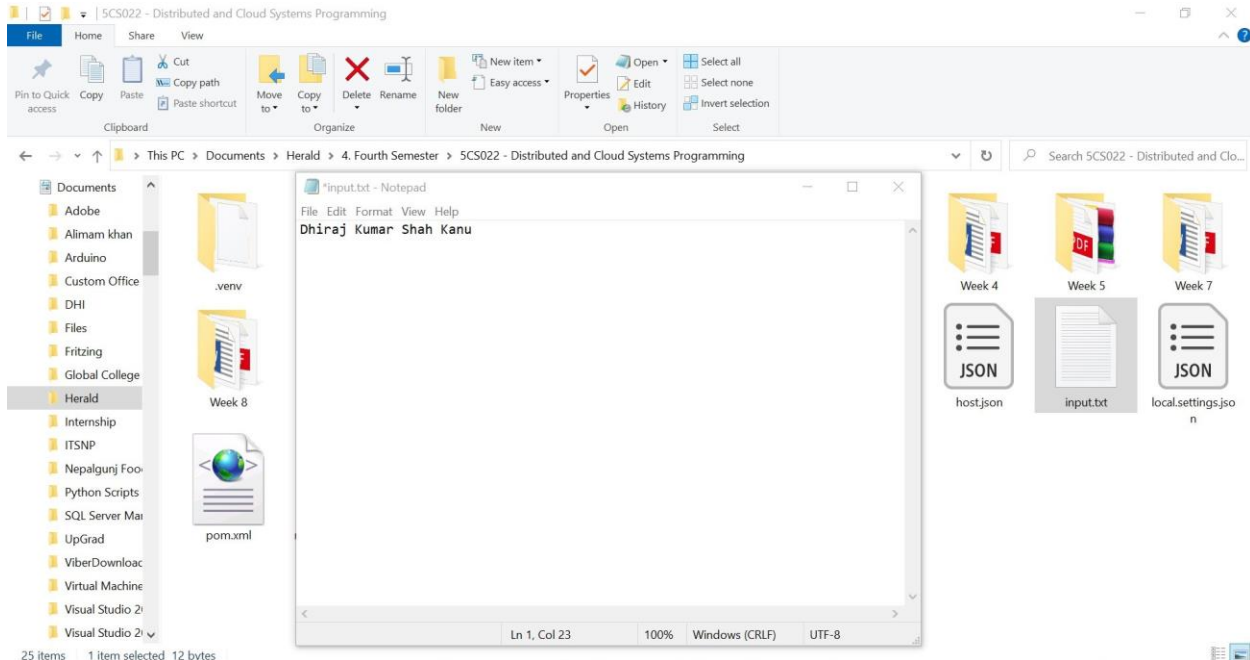 5CS022 - Distributed and Cloud Systems Programming
File Home Share View
Pin to Quick access
Copy
Paste
Cut
Copy path
Paste shortcut
Clipboard
Move to
Copy to
Delete
Rename
Organize
New folder
New item
Easy access
New
Properties
Open
Edit
History
Open
Select all
Select none
Invert selection
Select
This PC > Documents > Herald > 4. Fourth Semester > 5CS022 - Distributed and Cloud Systems Programming
Search 5CS022 - Distributed and Clo...
Documents
Adobe
Alimam khan
Arduino
Custom Office
DHI
Files
Fritzing
Global College
Herald
Internship
ITSNP
Nepalgunj Foo
Python Scripts
SQL Server Mar
UpGrad
ViberDownloac
Virtual Machine
Visual Studio 2
Visual Studio 2
.venv
Week 8
pom.xml
*input.txt - Notepad
File Edit Format View Help
Dhiraj Kumar Shah Kanu
Ln 1, Col 23 100% Windows (CRLF) UTF-8
PDF
Week 4
Week 5
Week 7
JSON
host.json
input.txt
JSON
local.settings.jso
n
25 items 1 item selected 12 bytes